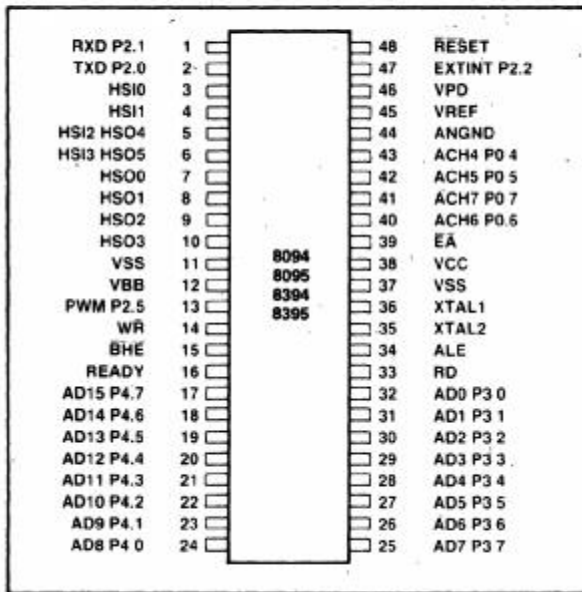 RXD P2.1 1 48 RESET
TXD P2.0 2 47 EXTINT P2.2
HSI0 3 46 VPD
HSI1 4 45 VREF
HSI2 HSO4 5 44 ANGND
HSI3 HSO5 6 43 ACH4 P0 4
HSO0 7 42 ACH5 P0 5
HSO1 8 41 ACH7 P0 7
HSO2 9 40 ACH6 P0.6
HSO3 10 39 EA
8094
VSS 11 38 VCC
8095
VBB 12 37 VSS
8394
PWM P2.5 13 36 XTAL1
8395
WR 14 35 XTAL2
BHE 15 34 ALE
READY 16 33 RD
AD15 P4.7 17 32 AD0 P3 0
AD14 P4.6 18 31 AD1 P3 1
AD13 P4.5 19 30 AD2 P3 2
AD12 P4.4 20 29 AD3 P3 3
AD11 P4.3 21 28 AD4 P3 4
AD10 P4.2 22 27 AD5 P3 5
AD9 P4.1 23 26 AD6 P3 6
AD8 P4 0 24 25 AD7 P3 7